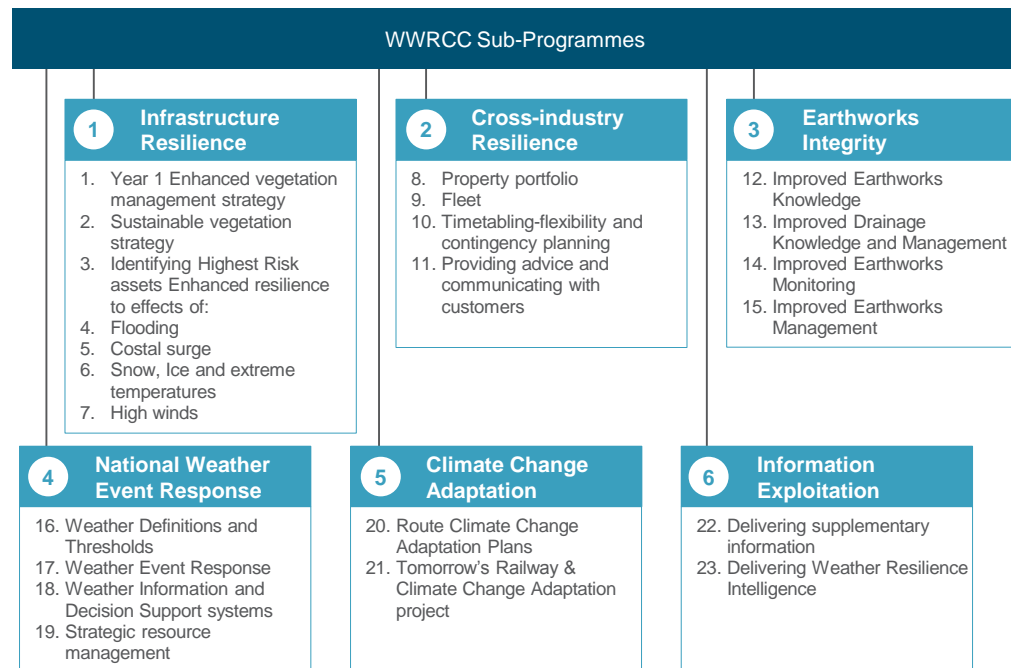 WWRCC Sub-Programmes
1
Infrastructure
Resilience
1. Year 1 Enhanced vegetation
management strategy
2. Sustainable vegetation
strategy
3. Identifying Highest Risk
assets Enhanced resilience
to effects of:
4. Flooding
5. Costal surge
6. Snow, Ice and extreme
temperatures
7. High winds
2
Cross-industry
Resilience
8. Property portfolio
9. Fleet
10. Timetabling-flexibility and
contingency planning
11. Providing advice and
communicating with
customers
3
Earthworks
Integrity
12. Improved Earthworks
Knowledge
13. Improved Drainage
Knowledge and Management
14. Improved Earthworks
Monitoring
15. Improved Earthworks
Management
4
National Weather
Event Response
16. Weather Definitions and
Thresholds
17. Weather Event Response
18. Weather Information and
Decision Support systems
19. Strategic resource
management
5
Climate Change
Adaptation
20. Route Climate Change
Adaptation Plans
21. Tomorrow's Railway &
Climate Change Adaptation
project
6
Information
Exploitation
22. Delivering supplementary
information
23. Delivering Weather Resilience
Intelligence